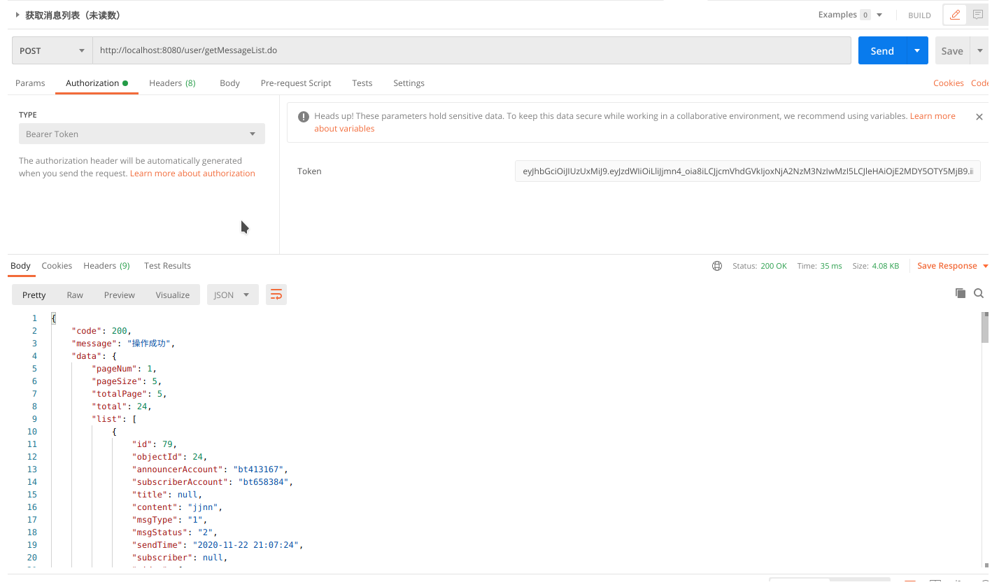 获取消息列表（未读数）
Examples 0
BUILD
POST
http://localhost:8080/user/getMessageList.do
Send
Save
Params
Authorization
Headers (8)
Body
Pre-request Script
Tests
Settings
Cookies
Code
TYPE
Bearer Token
The authorization header will be automatically generated
when you send the request. Learn more about authorization
Heads up! These parameters hold sensitive data. To keep this data secure while working in a collaborative environment, we recommend using variables. Learn more
about variables
Token
Body
Cookies
Headers (9)
Test Results
Status: 200 OK
Time: 35 ms
Size: 4.08 KB
Save Response
Pretty
Raw
Preview
Visualize
JSON
1 {
2 "code": 200,
3 "message": "操作成功",
4 "data": {
5 "pageNum": 1,
6 "pageSize": 5,
7 "totalPage": 5,
8 "total": 24,
9 "list": [
10 {
11 "id": 79,
12 "objectId": 24,
13 "announcerAccount": "bt413167",
14 "subscriberAccount": "bt658384",
15 "title": null,
16 "content": "jjnn",
17 "msgType": "1",
18 "msgStatus": "2",
19 "sendTime": "2020-11-22 21:07:24",
20 "subscriber": null,